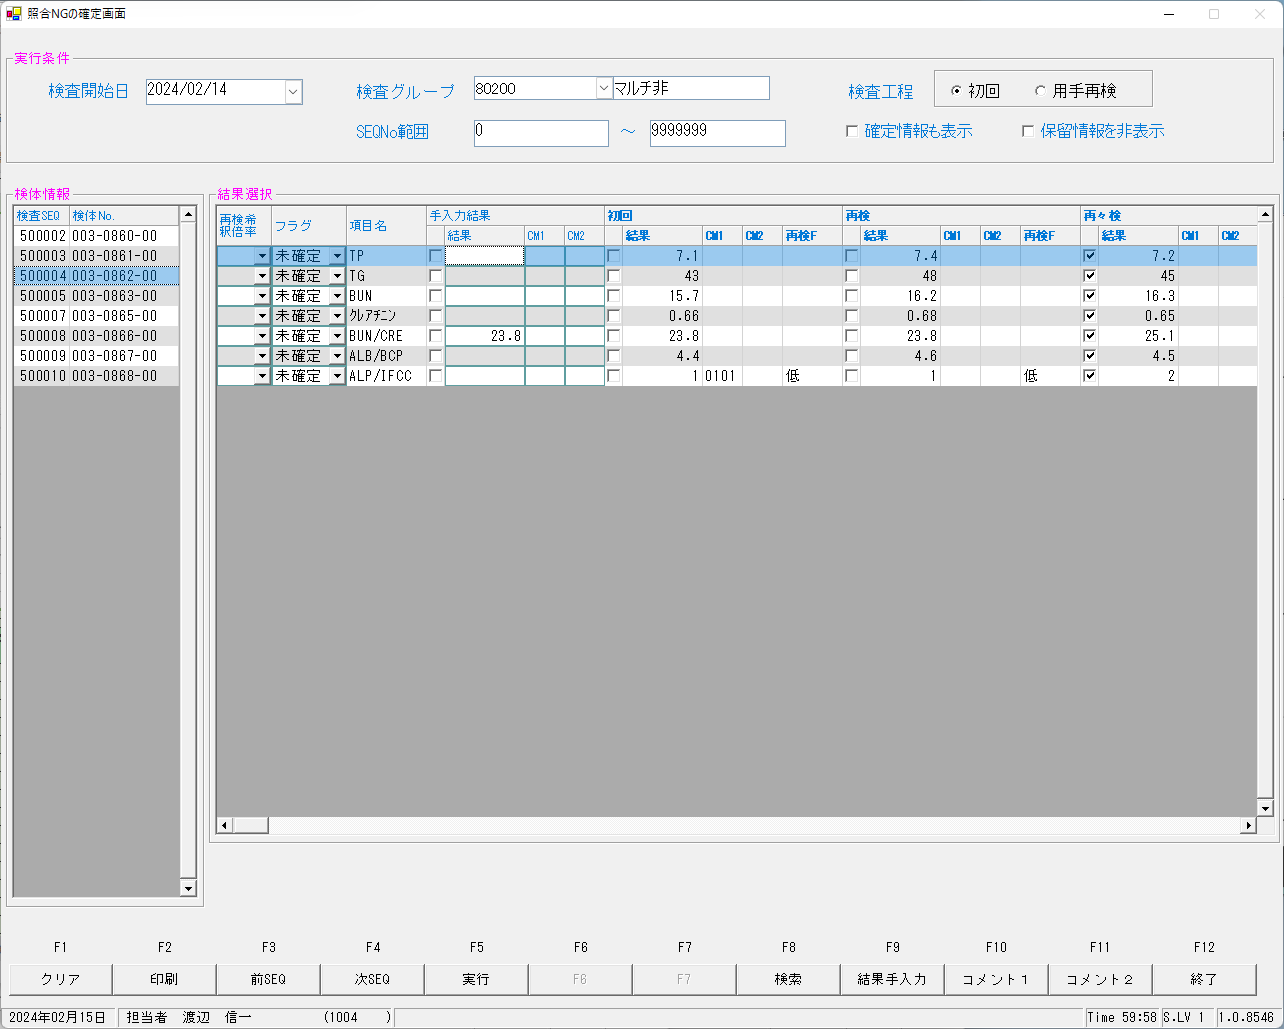 照合NGの確定画面
実行条件
検査開始日 2024/02/14 検査グループ 80200 マルチ非 検査工程 初回 用手再検
SEQNo範囲 0 ～ 9999999 確定情報も表示 保留情報を非表示
検体情報
検査SEQ 検体No.
500002 003-0860-00
500003 003-0861-00
500004 003-0862-00
500005 003-0863-00
500007 003-0865-00
500008 003-0866-00
500009 003-0867-00
500010 003-0868-00
結果選択
再検希釈倍率 フラグ 項目名 手入力結果 初回 再検 再々検
結果 CM1 CM2 結果 CM1 CM2 再検F 結果 CM1 CM2 再検F 結果 CM1 CM2
未確定 TP 7.1 7.4 7.2
未確定 TG 43 48 45
未確定 BUN 15.7 16.2 16.3
未確定 ｸﾚｱﾁﾆﾝ 0.66 0.68 0.65
未確定 BUN/CRE 23.8 23.8 23.8 25.1
未確定 ALB/BCP 4.4 4.6 4.5
未確定 ALP/IFCC 1 0101 低 1 低 2
F1 F2 F3 F4 F5 F6 F7 F8 F9 F10 F11 F12
クリア 印刷 前SEQ 次SEQ 実行 F6 F7 検索 結果手入力 コメント１ コメント２ 終了
2024年02月15日 担当者 渡辺 信一 (1004 ) Time 59:58 S.LV 1 1.0.8546